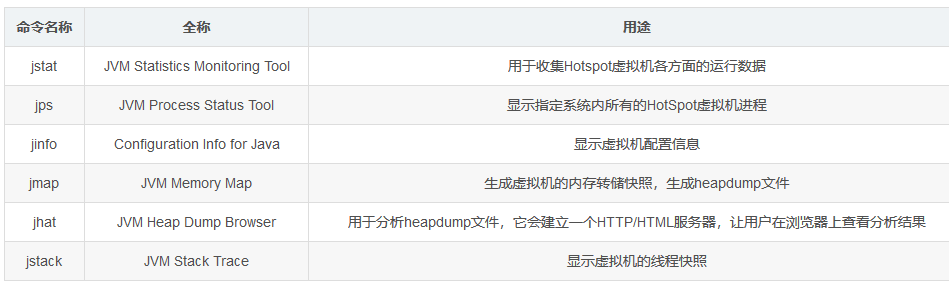 命令名称 全称 用途
jstat JVM Statistics Monitoring Tool 用于收集Hotspot虚拟机各方面的运行数据
jps JVM Process Status Tool 显示指定系统内所有的HotSpot虚拟机进程
jinfo Configuration Info for Java 显示虚拟机配置信息
jmap JVM Memory Map 生成虚拟机的内存转储快照，生成heapdump文件
jhat JVM Heap Dump Browser 用于分析heapdump文件，它会建立一个HTTP/HTML服务器，让用户在浏览器上查看分析结果
jstack JVM Stack Trace 显示虚拟机的线程快照